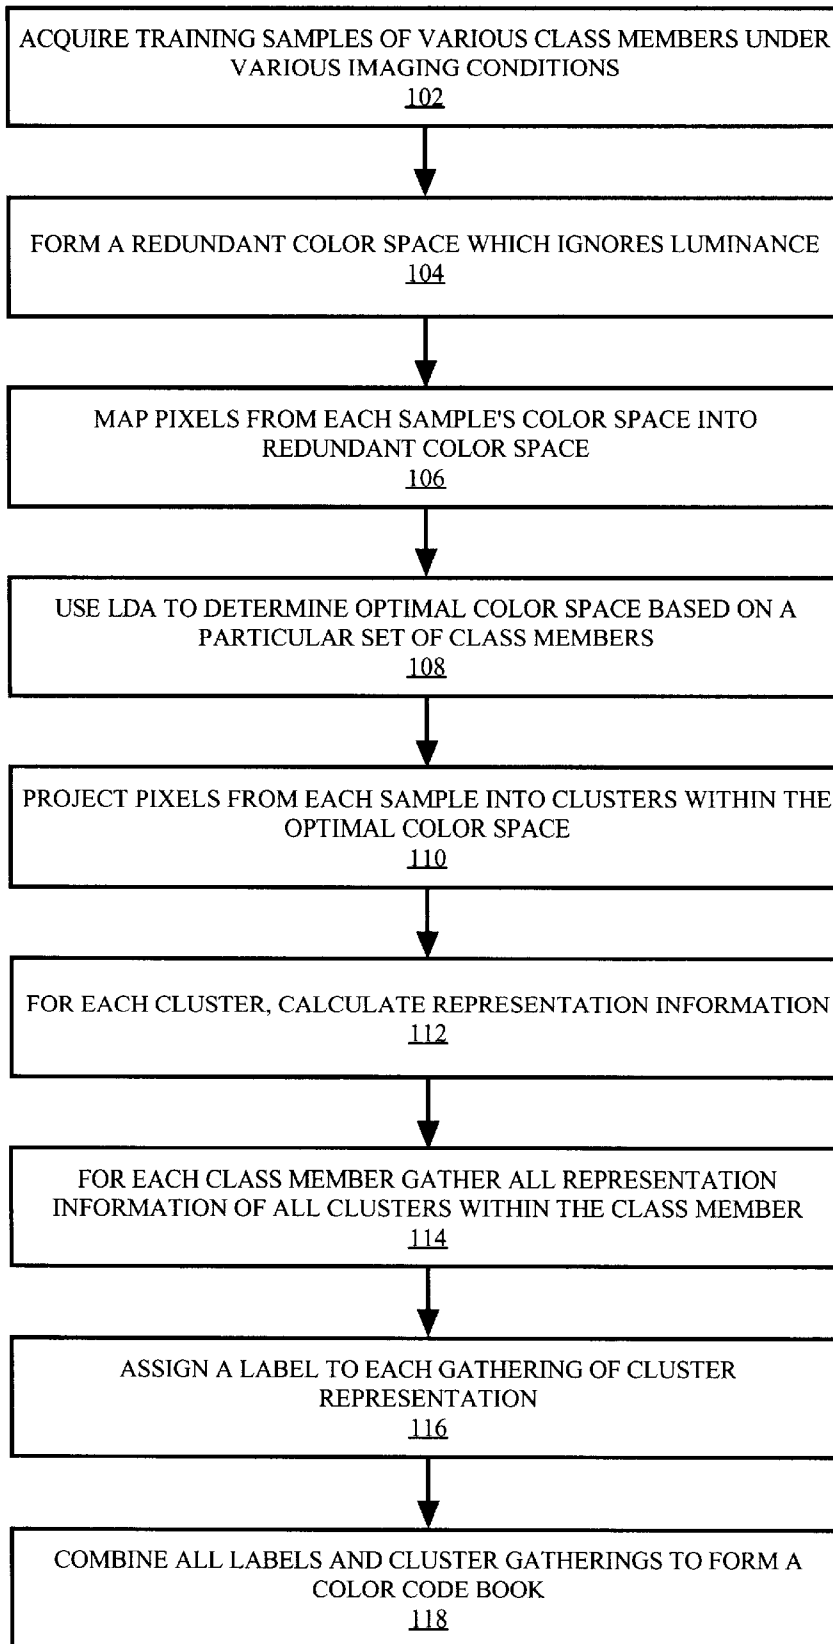 ACQUIRE TRAINING SAMPLES OF VARIOUS CLASS MEMBERS UNDER
VARIOUS IMAGING CONDITIONS
102
FORM A REDUNDANT COLOR SPACE WHICH IGNORES LUMINANCE
104
MAP PIXELS FROM EACH SAMPLE'S COLOR SPACE INTO
REDUNDANT COLOR SPACE
106
USE LDA TO DETERMINE OPTIMAL COLOR SPACE BASED ON A
PARTICULAR SET OF CLASS MEMBERS
108
PROJECT PIXELS FROM EACH SAMPLE INTO CLUSTERS WITHIN THE
OPTIMAL COLOR SPACE
110
FOR EACH CLUSTER, CALCULATE REPRESENTATION INFORMATION
112
FOR EACH CLASS MEMBER GATHER ALL REPRESENTATION
INFORMATION OF ALL CLUSTERS WITHIN THE CLASS MEMBER
114
ASSIGN A LABEL TO EACH GATHERING OF CLUSTER
REPRESENTATION
116
COMBINE ALL LABELS AND CLUSTER GATHERINGS TO FORM A
COLOR CODE BOOK
118